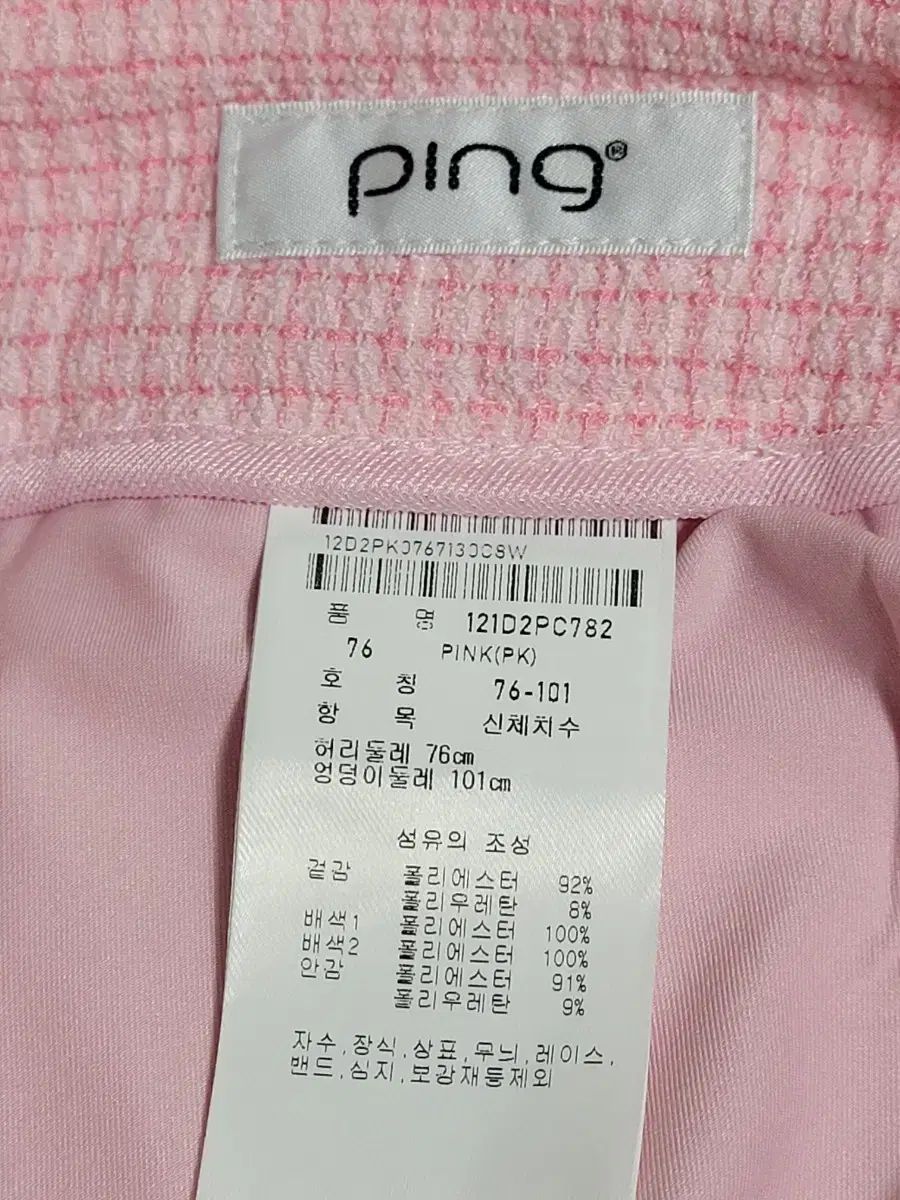 ping®
12D2PK0767130C8W
품 명 121D2PC782
76 PINK(PK)
호 칭 76-101
항 목 신체치수
허리둘레 76cm
엉덩이둘레 101cm
섬유의 조성
겉감 폴리에스터 92%
폴리우레탄 8%
배색1 폴리에스터 100%
배색2 폴리에스터 100%
안감 폴리에스터 91%
폴리우레탄 9%
자수,장식,상표,무늬,레이스,
밴드,심지,보강재등제외